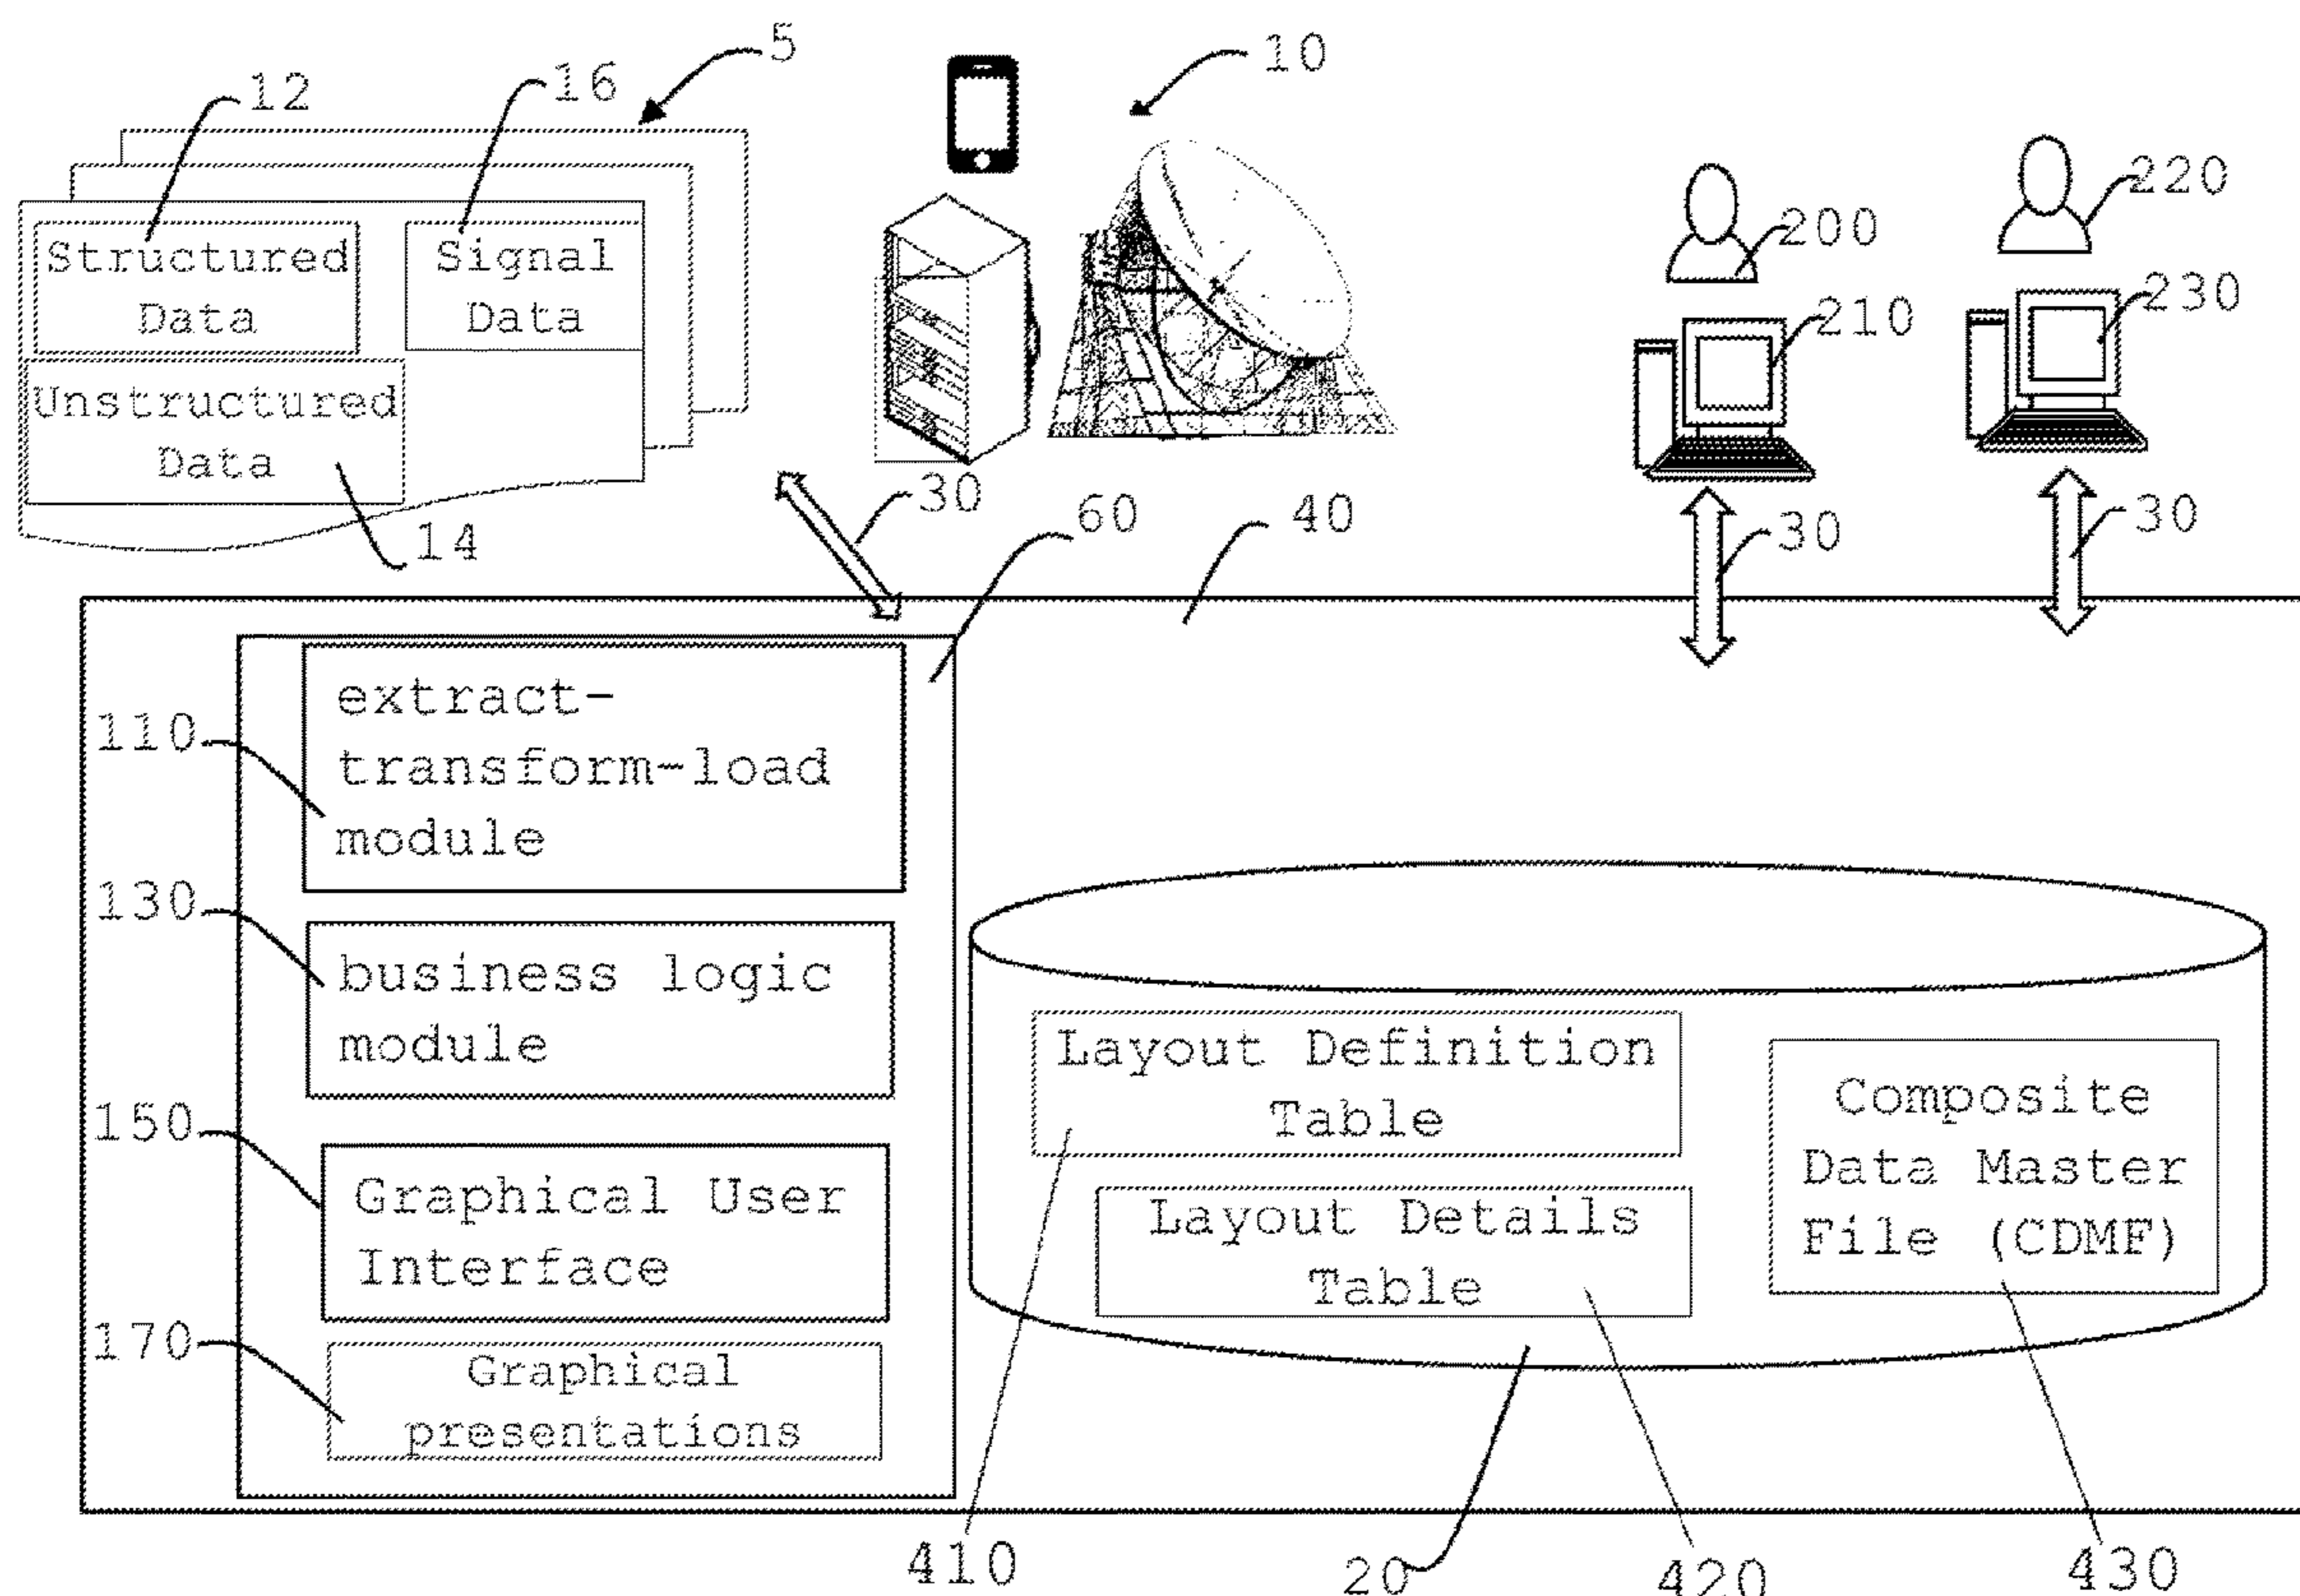 5
10
12
16
220
200
Structured
Data
Signal
Data
230
210
Unstructured
Data
14
30
60
40
30
30
extract-
transform-load
module
110
130
business logic
module
150
Graphical User
Interface
170
Graphical
presentations
Layout Definition
Table
Layout Details
Table
Composite
Data Master
File (CDMF)
410
20
420
430